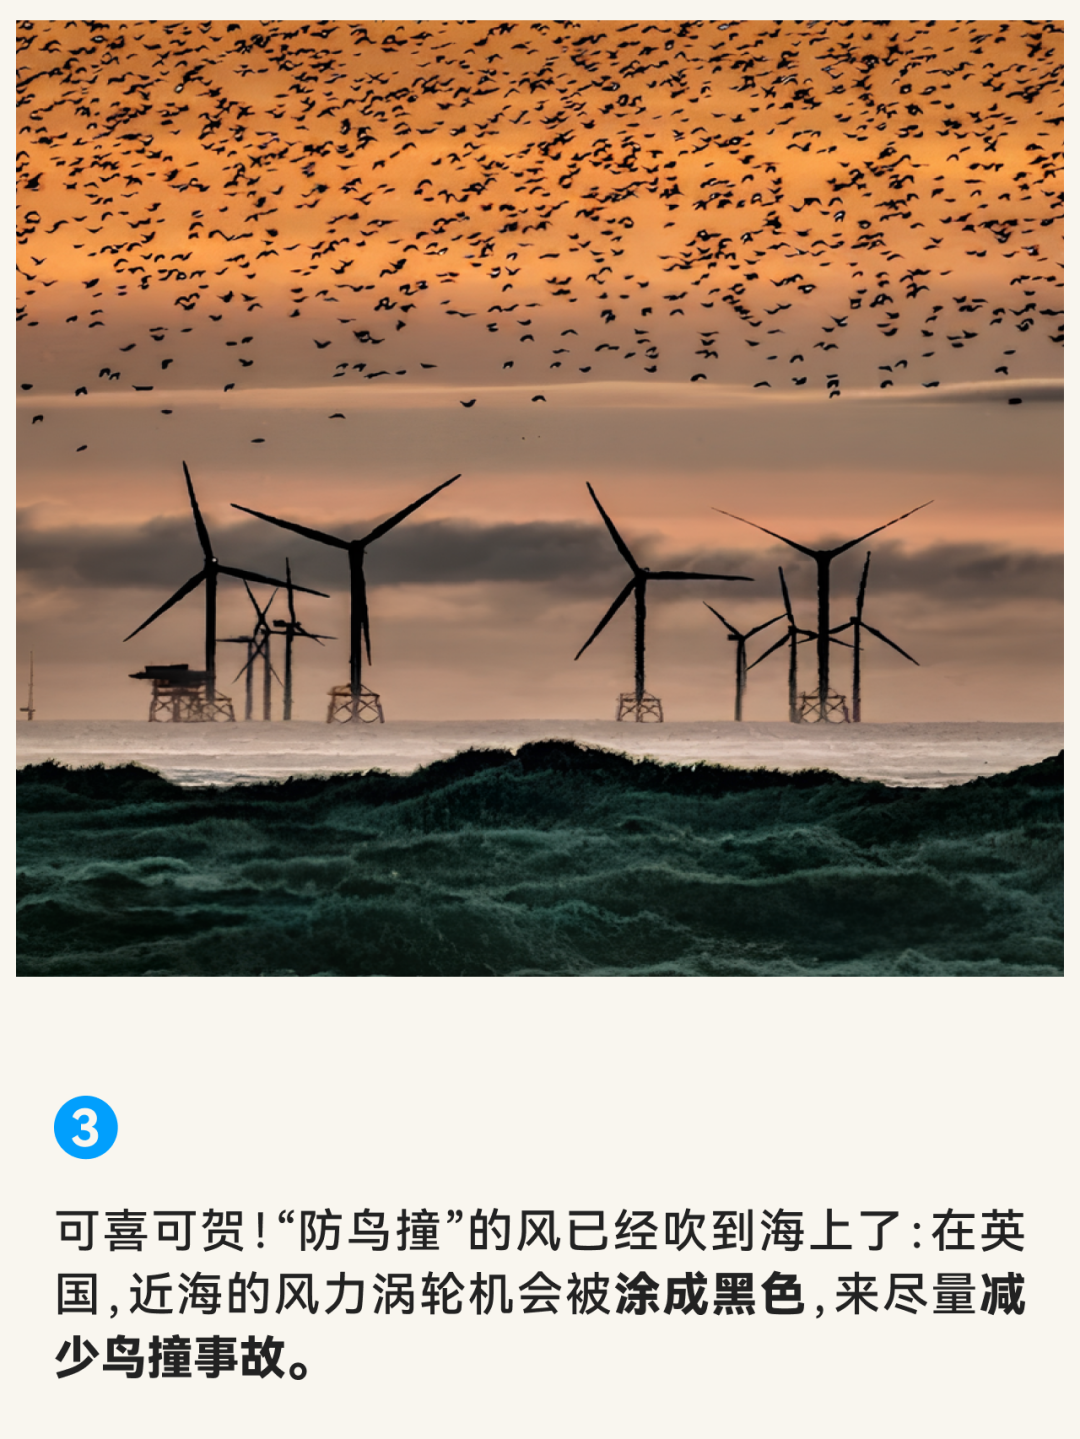 3
可喜可贺！“防鸟撞”的风已经吹到海上了：在英
国，近海的风力涡轮机会被涂成黑色，来尽量减
少鸟撞事故。